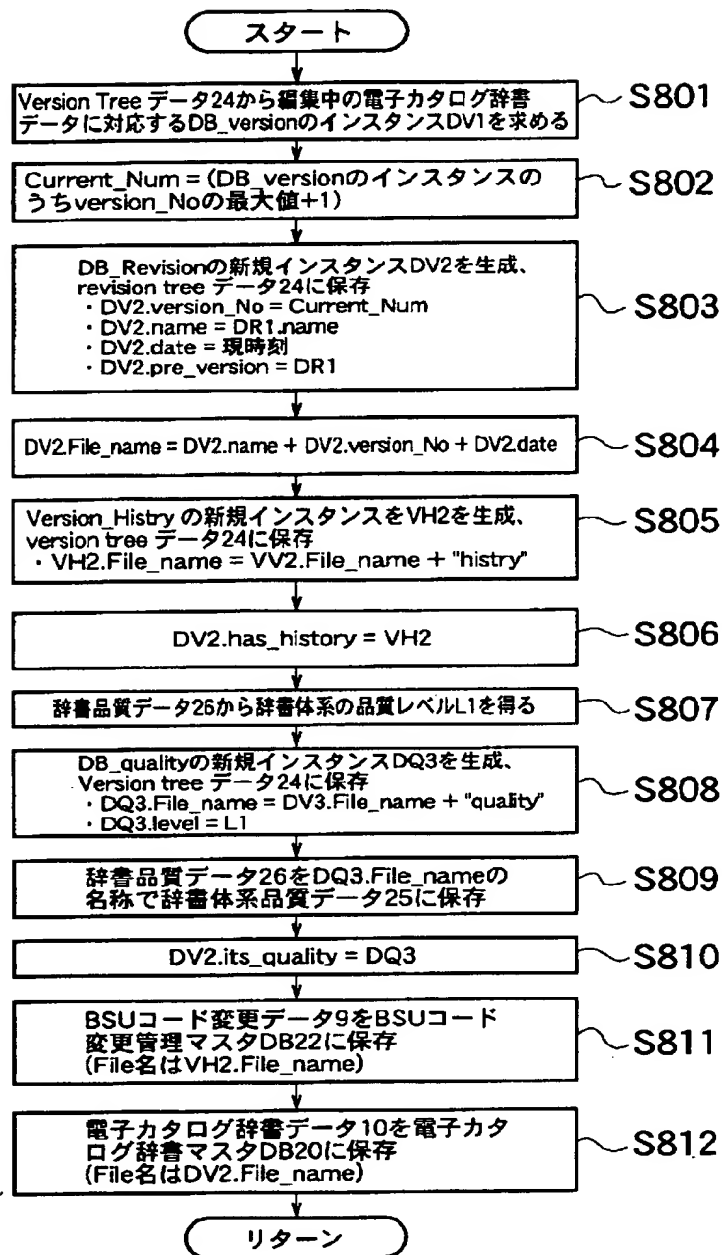 スタート
Version Tree データ24から編集中の電子カタログ辞書
データに対応するDB_versionのインスタンスDV1を求める
S801
Current_Num = (DB_versionのインスタンスの
うちversion_Noの最大値+1)
S802
DB_Revisionの新規インスタンスDV2を生成、
revision tree データ24に保存
・DV2.version_No = Current_Num
・DV2.name = DR1.name
・DV2.date = 現時刻
・DV2.pre_version = DR1
S803
DV2.File_name = DV2.name + DV2.version_No + DV2.date
S804
Version_Histry の新規インスタンスをVH2を生成、
version tree データ24に保存
・VH2.File_name = VV2.File_name + "histry"
S805
DV2.has_history = VH2
S806
辞書品質データ26から辞書体系の品質レベルL1を得る
S807
DB_qualityの新規インスタンスDQ3を生成、
Version tree データ24に保存
・DQ3.File_name = DV3.File_name + "quality"
・DQ3.level = L1
S808
辞書品質データ26をDQ3.File_nameの
名称で辞書体系品質データ25に保存
S809
DV2.its_quality = DQ3
S810
BSUコード変更データ9をBSUコード
変更管理マスタDB22に保存
(File名はVH2.File_name)
S811
電子カタログ辞書データ10を電子カタ
ログ辞書マスタDB20に保存
(File名はDV2.File_name)
S812
リターン